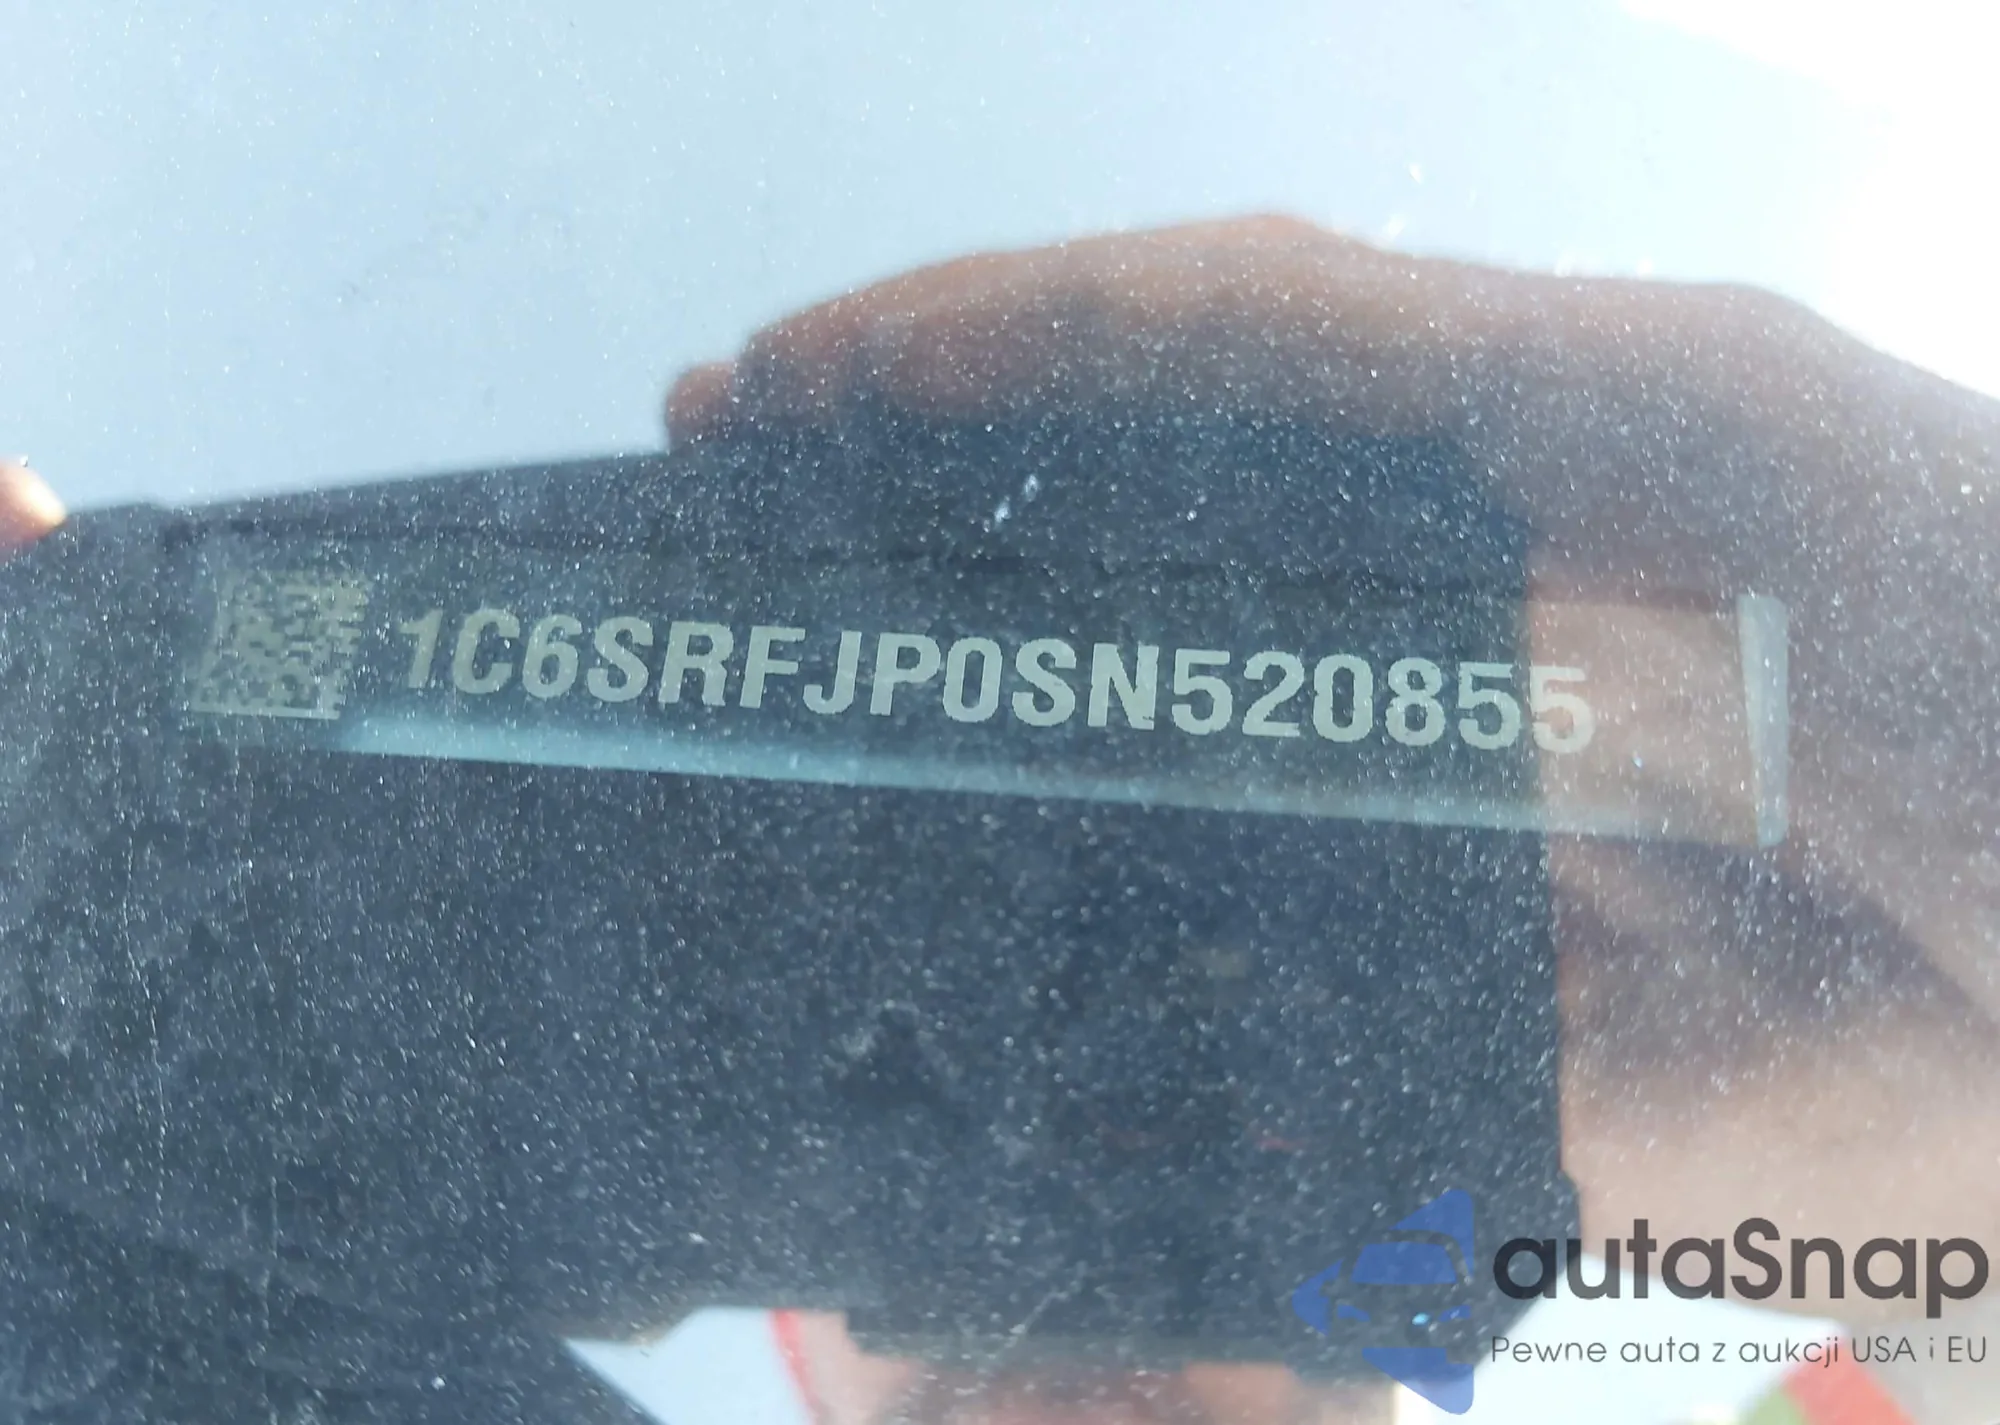 1C6SRFJP0SN520855
autaSnap
Pewne auta z aukcji USA i EU